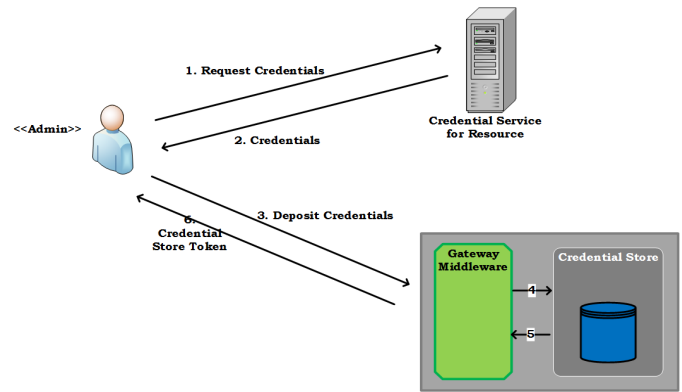 1. Request Credentials
<<Admin>>
2. Credentials
Credential Service
for Resource
3. Deposit Credentials
6.
Credential
Store Token
Gateway
Middleware
Credential Store
4
5